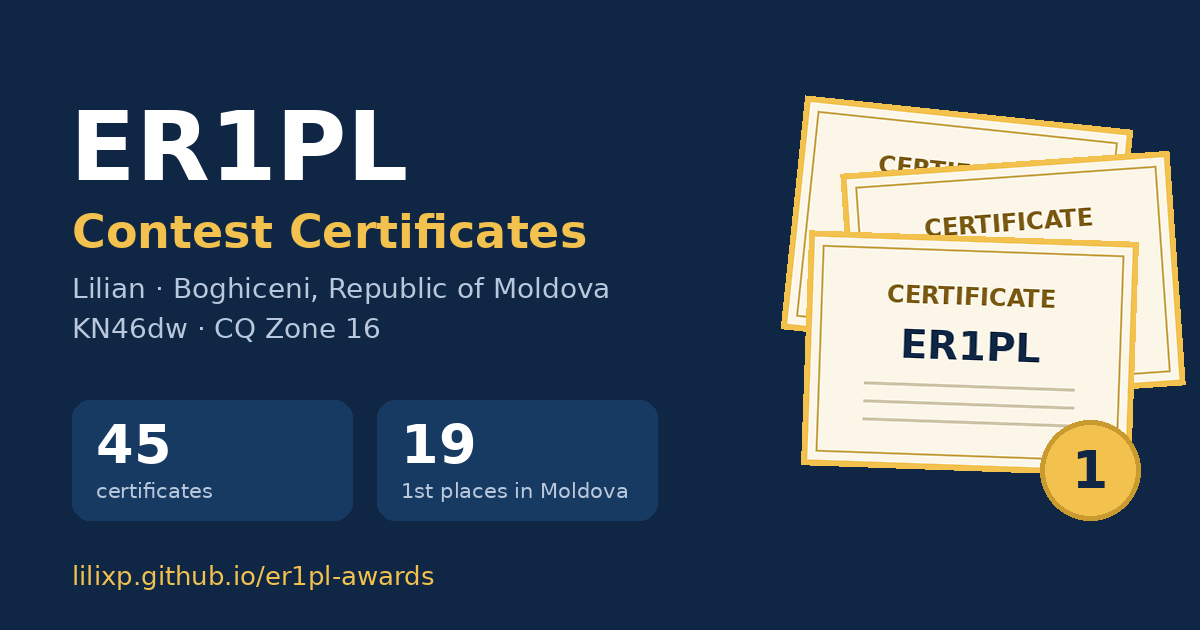 ER1PL
Contest Certificates
Lilian · Boghiceni, Republic of Moldova
KN46dw · CQ Zone 16
45
certificates
19
1st places in Moldova
lilixp.github.io/er1pl-awards
CERTIFICATE
CERTIFICATE
ER1PL
1